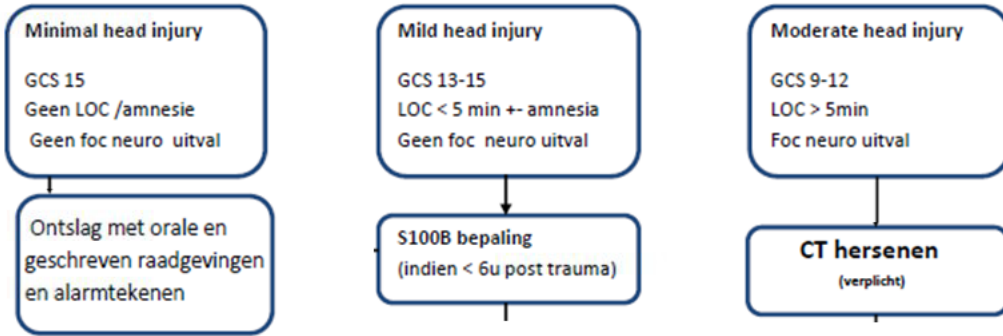 Minimal head injury
GCS 15
Geen LOC /amnesie
Geen foc neuro uitval
Ontslag met orale en
geschreven raadgevingen
en alarmtekenen
Mild head injury
GCS 13-15
LOC < 5 min +- amnesia
Geen foc neuro uitval
S100B bepaling
(indien < 6u post trauma)
Moderate head injury
GCS 9-12
LOC > 5min
Foc neuro uitval
CT hersenen
(verplicht)